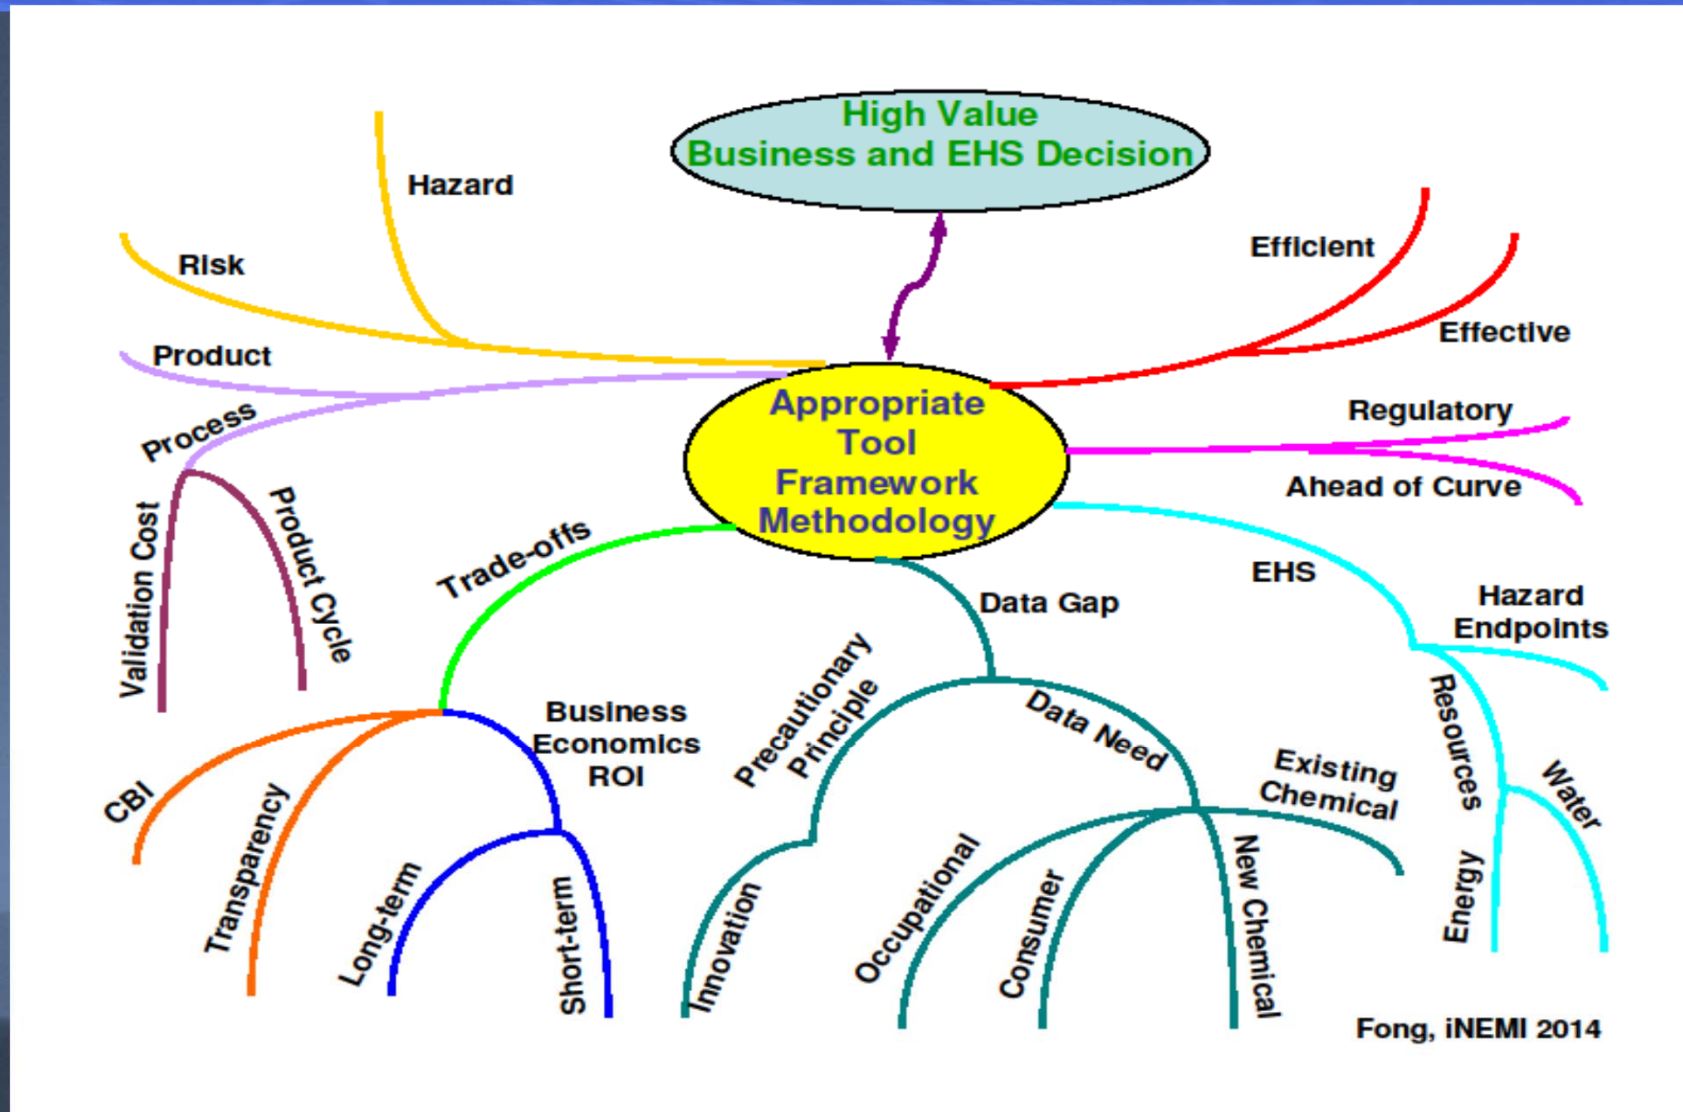 High Value
Business and EHS Decision
Hazard
Risk
Efficient
Effective
Product
Process
Appropriate
Tool
Framework
Methodology
Regulatory
Ahead of Curve
Validation Cost
Product Cycle
Trade-offs
Data Gap
EHS
Hazard
Endpoints
Business
Economics
ROI
Precautionary
Principle
Data Need
Resources
Water
Energy
CBI
Transparency
Long-term
Short-term
Innovation
Occupational
Consumer
New Chemical
Existing
Chemical
Fong, iNEMI 2014